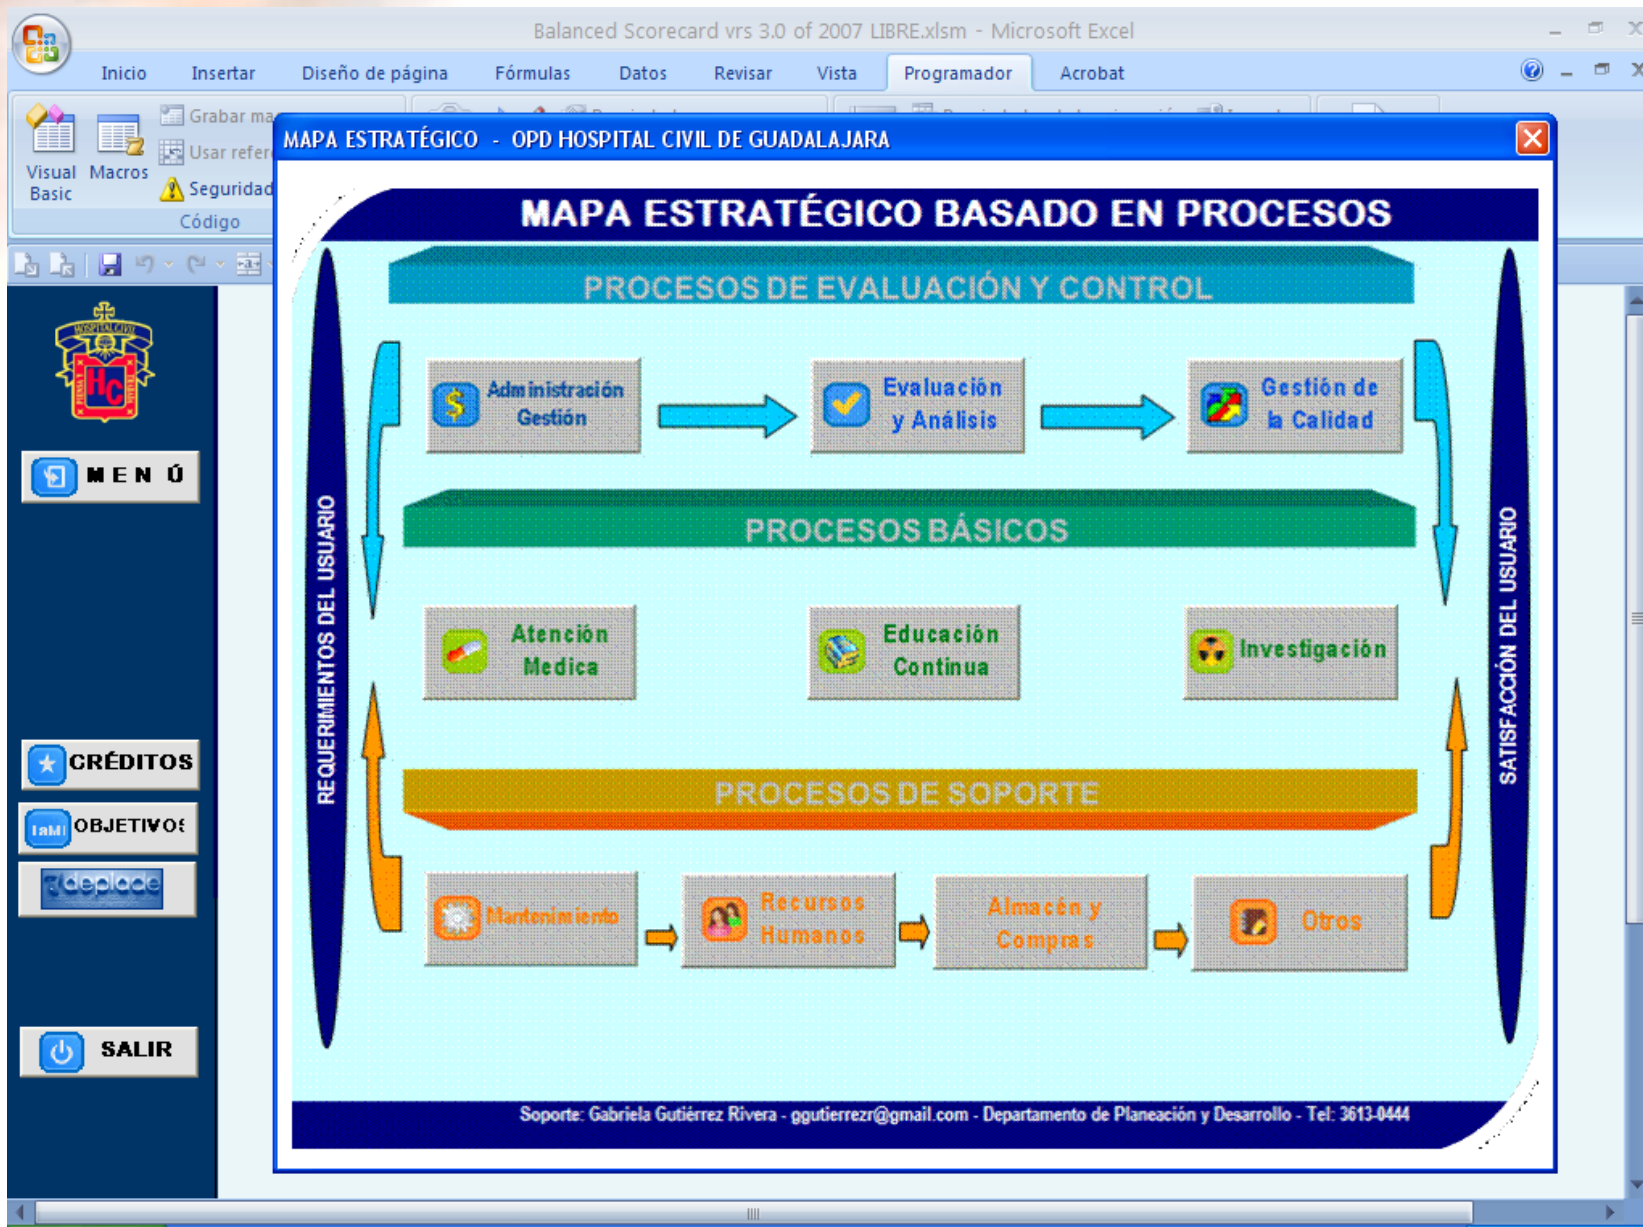 Balanced Scorecard vrs 3.0 of 2007 LIBRE.xlsm - Microsoft Excel
Inicio Insertar Diseño de página Fórmulas Datos Revisar Vista Programador Acrobat
Visual Basic
Macros
Grabar ma
Usar refer
Seguridad
Código
MAPA ESTRATÉGICO - OPD HOSPITAL CIVIL DE GUADALAJARA
HOSPITAL CIVIL
HC
MENÚ
CRÉDITOS
OBJETIVOS
deplade
SALIR
MAPA ESTRATÉGICO BASADO EN PROCESOS
REQUERIMIENTOS DEL USUARIO
PROCESOS DE EVALUACIÓN Y CONTROL
Administración
Gestión
Evaluación
y Análisis
Gestión de
la Calidad
PROCESOS BÁSICOS
Atención
Medica
Educación
Continua
Investigación
PROCESOS DE SOPORTE
Mantenimiento
Recursos
Humanos
Almacén y
Compras
Otros
SATISFACCIÓN DEL USUARIO
Soporte: Gabriela Gutiérrez Rivera - ggutierrezr@gmail.com - Departamento de Planeación y Desarrollo - Tel: 3613-0444